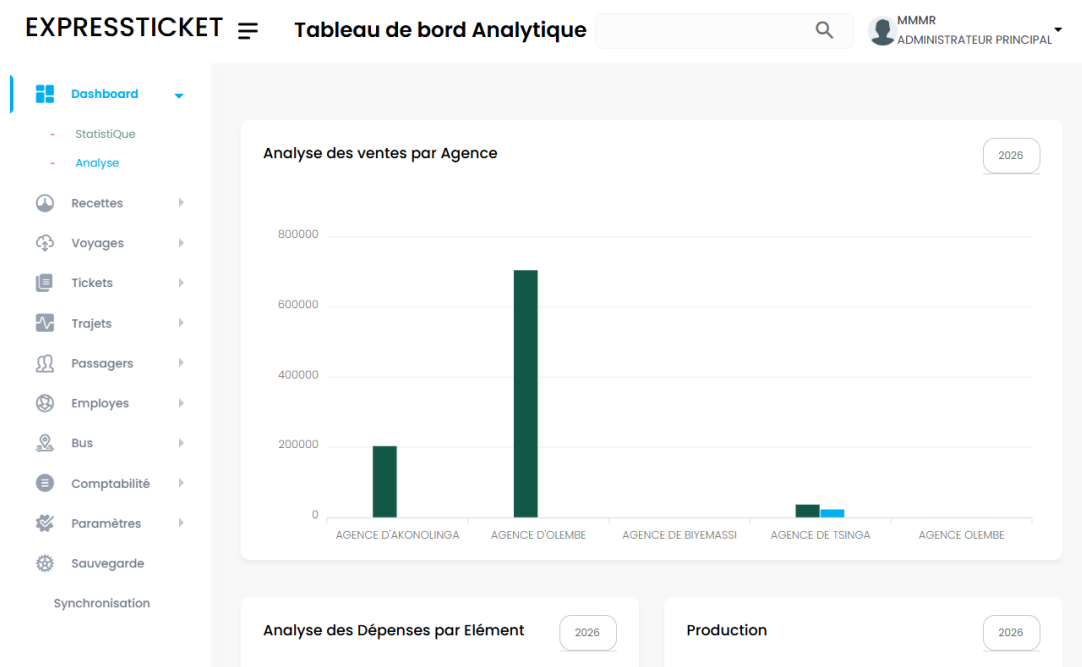 EXPRESSTICKET
Tableau de bord Analytique
MMMR
ADMINISTRATEUR PRINCIPAL
Dashboard
- StatistiQue
- Analyse
Recettes
Voyages
Tickets
Trajets
Passagers
Employes
Bus
Comptabilité
Paramètres
Sauvegarde
Synchronisation
Analyse des ventes par Agence
2026
800000
600000
400000
200000
0
AGENCE D'AKONOLINGA
AGENCE D'OLEMBE
AGENCE DE BIYEMASSI
AGENCE DE TSINGA
AGENCE OLEMBE
Analyse des Dépenses par Elément
2026
Production
2026